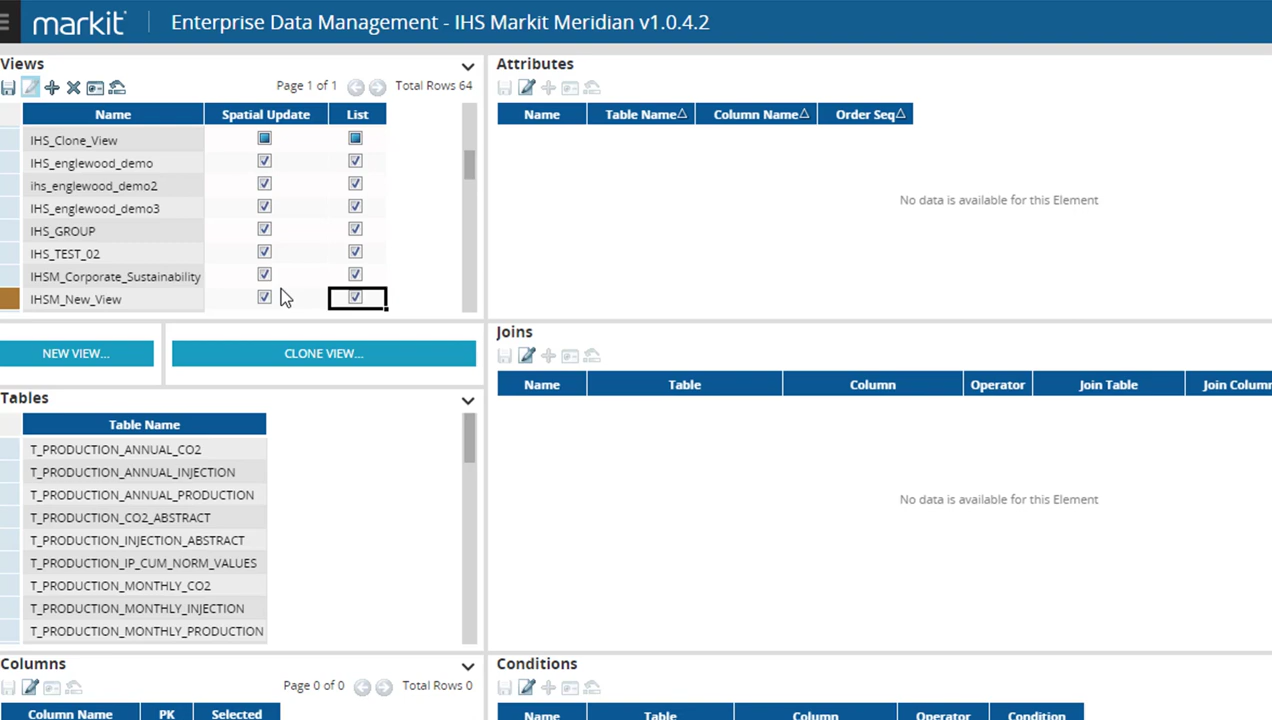 markit
Enterprise Data Management - IHS Markit Meridian v1.0.4.2
Views
Page 1 of 1
Total Rows 64
Name Spatial Update List
IHS_Clone_View
IHS_englewood_demo
ihs_englewood_demo2
IHS_englewood_demo3
IHS_GROUP
IHS_TEST_02
IHSM_Corporate_Sustainability
IHSM_New_View
NEW VIEW...
CLONE VIEW...
Tables
Table Name
T_PRODUCTION_ANNUAL_CO2
T_PRODUCTION_ANNUAL_INJECTION
T_PRODUCTION_ANNUAL_PRODUCTION
T_PRODUCTION_CO2_ABSTRACT
T_PRODUCTION_INJECTION_ABSTRACT
T_PRODUCTION_IP_CUM_NORM_VALUES
T_PRODUCTION_MONTHLY_CO2
T_PRODUCTION_MONTHLY_INJECTION
T_PRODUCTION_MONTHLY_PRODUCTION
Columns
Page 0 of 0
Total Rows 0
Column Name PK Selected
Attributes
Name Table Name Column Name Order Seq
No data is available for this Element
Joins
Name Table Column Operator Join Table Join Column
No data is available for this Element
Conditions
Name Table Column Operator Condition